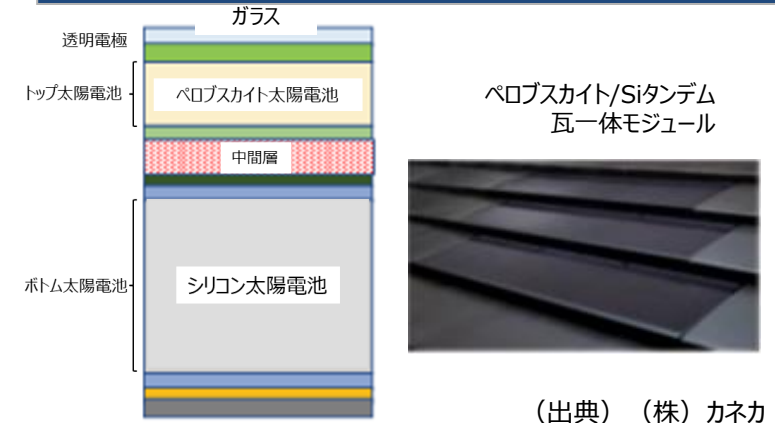 ガラス
透明電極
トップ太陽電池
ペロブスカイト太陽電池
中間層
ボトム太陽電池
シリコン太陽電池
ペロブスカイト/Siタンデム
瓦一体モジュール
（出典）（株）カネカ